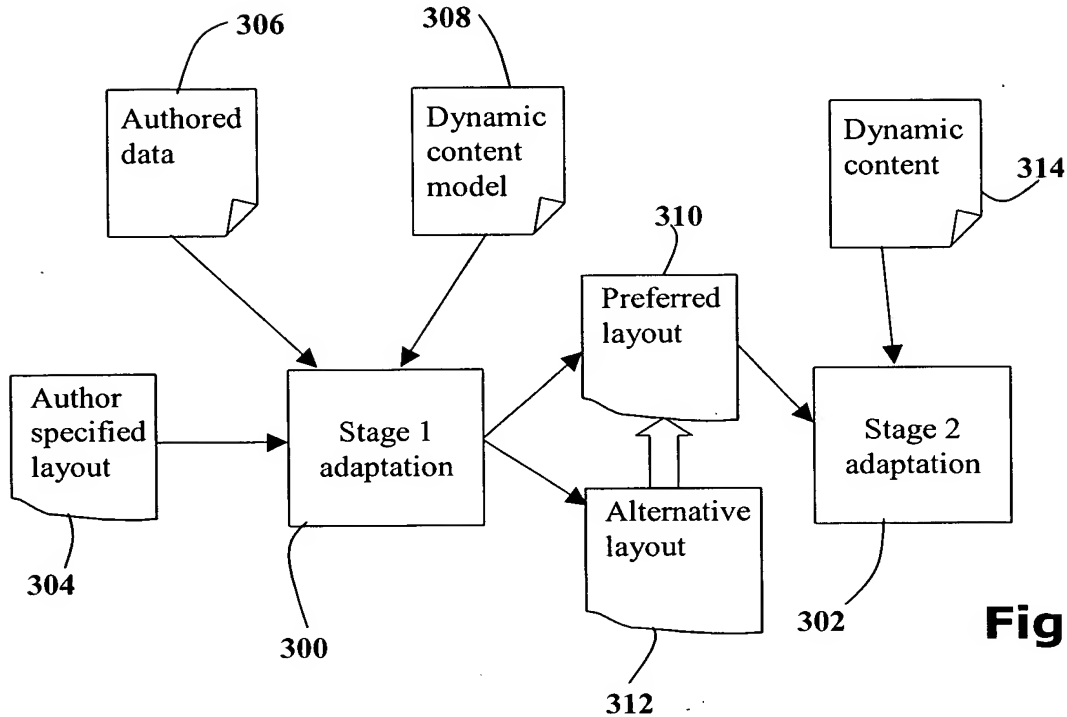 306
308
Authored
data
Dynamic
content
model
Dynamic
content
314
310
Preferred
layout
Author
specified
layout
Stage 1
adaptation
Stage 2
adaptation
Alternative
layout
304
300
312
302
Fig